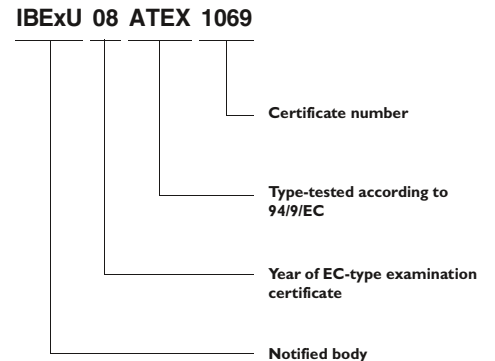 IBExU 08 ATEX 1069
Certificate number
Type-tested according to
94/9/EC
Year of EC-type examination
certificate
Notified body